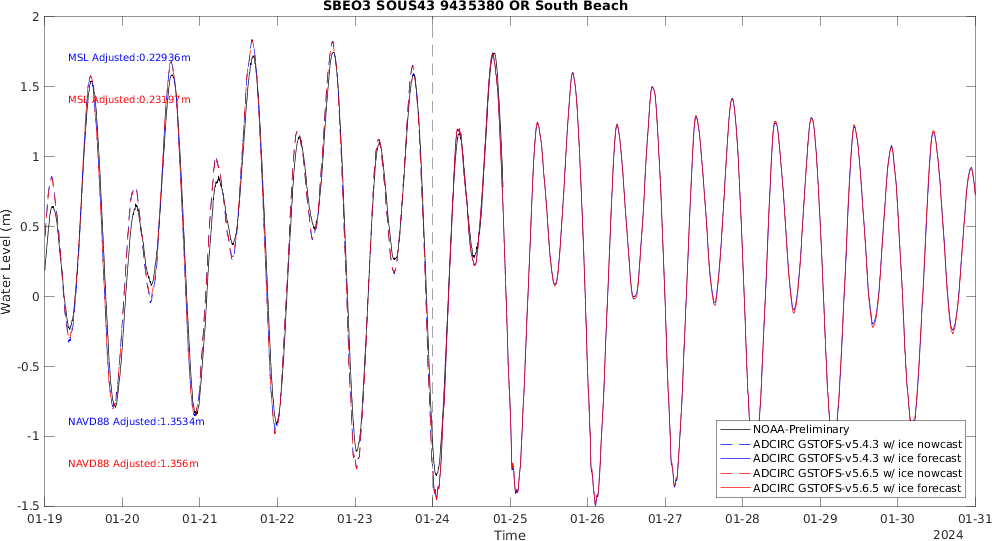 SBEO3 SOUS43 9435380 OR South Beach
2
1.5
1
0.5
0
-0.5
-1
-1.5
Water Level (m)
MSL Adjusted:0.22936m
MSL Adjusted:0.23197m
NAVD88 Adjusted:1.3534m
NAVD88 Adjusted:1.356m
NOAA-Preliminary
ADCIRC GSTOFS-v5.4.3 w/ ice nowcast
ADCIRC GSTOFS-v5.4.3 w/ ice forecast
ADCIRC GSTOFS-v5.6.5 w/ ice nowcast
ADCIRC GSTOFS-v5.6.5 w/ ice forecast
01-19 01-20 01-21 01-22 01-23 01-24 01-25 01-26 01-27 01-28 01-29 01-30 01-31
Time
2024